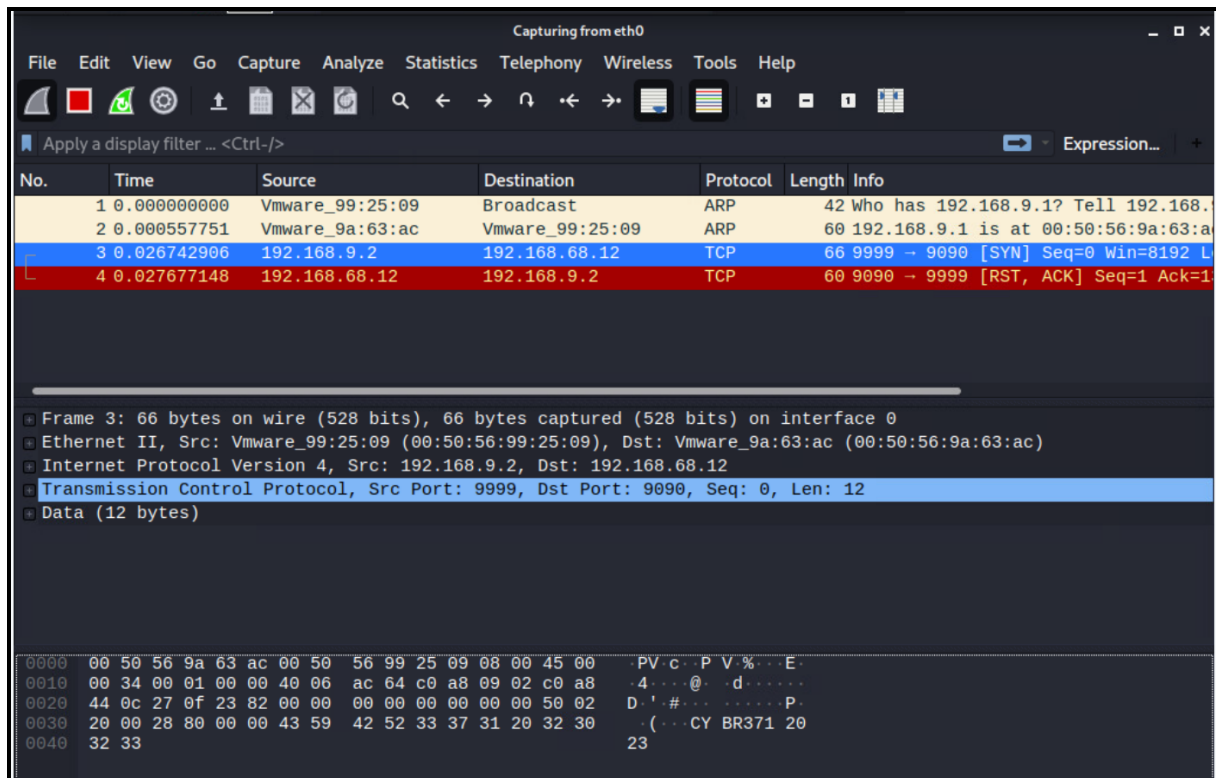 Capturing from eth0
File Edit View Go Capture Analyze Statistics Telephony Wireless Tools Help
Apply a display filter ... <Ctrl-/> Expression... +
No. Time Source Destination Protocol Length Info
1 0.000000000 Vmware_99:25:09 Broadcast ARP 42 Who has 192.168.9.1? Tell 192.168.
2 0.000557751 Vmware_9a:63:ac Vmware_99:25:09 ARP 60 192.168.9.1 is at 00:50:56:9a:63:a
3 0.026742906 192.168.9.2 192.168.68.12 TCP 66 9999 → 9090 [SYN] Seq=0 Win=8192 L
4 0.027677148 192.168.68.12 192.168.9.2 TCP 60 9090 → 9999 [RST, ACK] Seq=1 Ack=1
Frame 3: 66 bytes on wire (528 bits), 66 bytes captured (528 bits) on interface 0
Ethernet II, Src: Vmware_99:25:09 (00:50:56:99:25:09), Dst: Vmware_9a:63:ac (00:50:56:9a:63:ac)
Internet Protocol Version 4, Src: 192.168.9.2, Dst: 192.168.68.12
Transmission Control Protocol, Src Port: 9999, Dst Port: 9090, Seq: 0, Len: 12
Data (12 bytes)
0000 00 50 56 9a 63 ac 00 50 56 99 25 09 08 00 45 00 ·PV·c··P V·%···E·
0010 00 34 00 01 00 00 40 06 ac 64 c0 a8 09 02 c0 a8 ·4····@· ·d······
0020 44 0c 27 0f 23 82 00 00 00 00 00 00 00 00 50 02 D·'·#··· ······P·
0030 20 00 28 80 00 00 43 59 42 52 33 37 31 20 32 30 ·(···CY BR371 20
0040 32 33 23